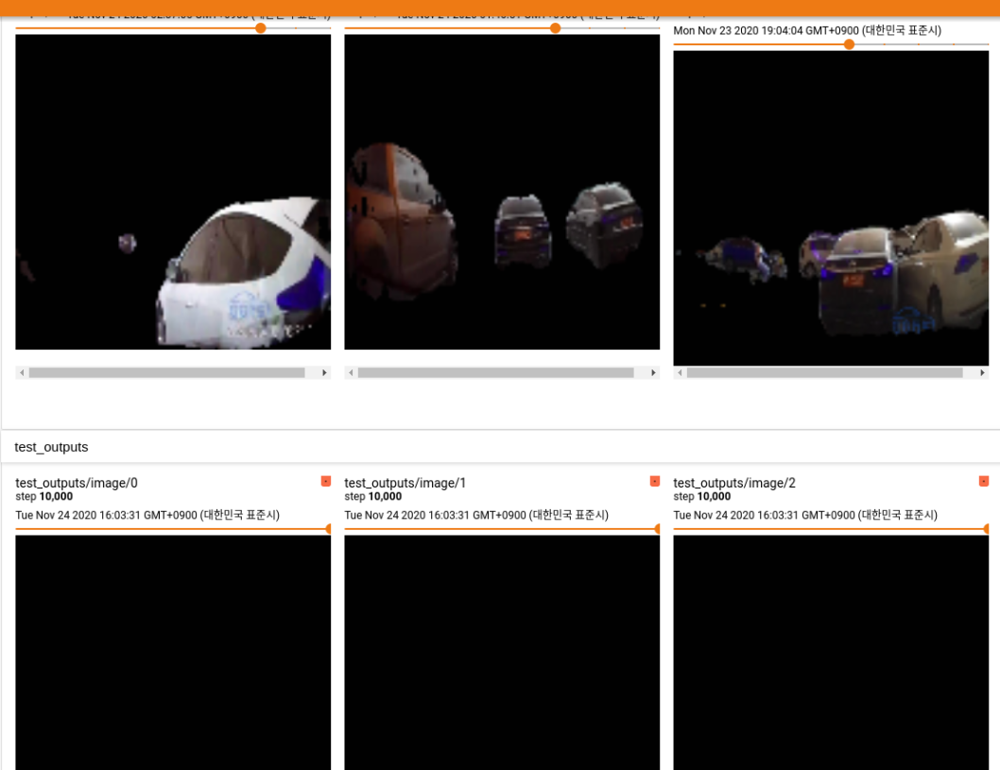 Mon Nov 23 2020 19:04:04 GMT+0900 (대한민국 표준시)
test_outputs
test_outputs/image/0
step 10,000
Tue Nov 24 2020 16:03:31 GMT+0900 (대한민국 표준시)
test_outputs/image/1
step 10,000
Tue Nov 24 2020 16:03:31 GMT+0900 (대한민국 표준시)
test_outputs/image/2
step 10,000
Tue Nov 24 2020 16:03:31 GMT+0900 (대한민국 표준시)